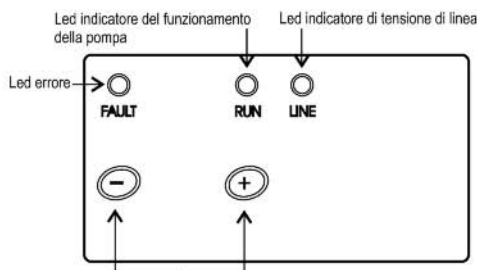 Led indicatore del funzionamento
della pompa
Led indicatore di tensione di linea
Led errore
FAULT
RUN
LINE
−
+